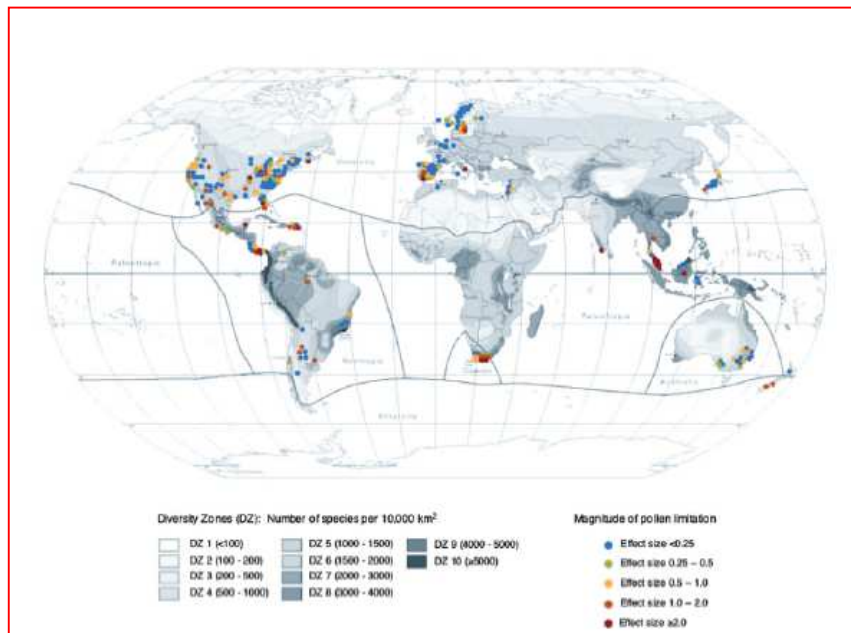 Holarctic
Paleotropic
Paleotropic
Neotropic
Australis
Diversity Zones (DZ): Number of species per 10,000 km²
DZ 1 (<100)
DZ 2 (100 - 200)
DZ 3 (200 - 500)
DZ 4 (500 - 1000)
DZ 5 (1000 - 1500)
DZ 6 (1500 - 2000)
DZ 7 (2000 - 3000)
DZ 8 (3000 - 4000)
DZ 9 (4000 - 5000)
DZ 10 (≥5000)
Magnitude of pollen limitation
Effect size <0.25
Effect size 0.25 – 0.5
Effect size 0.5 – 1.0
Effect size 1.0 – 2.0
Effect size ≥2.0